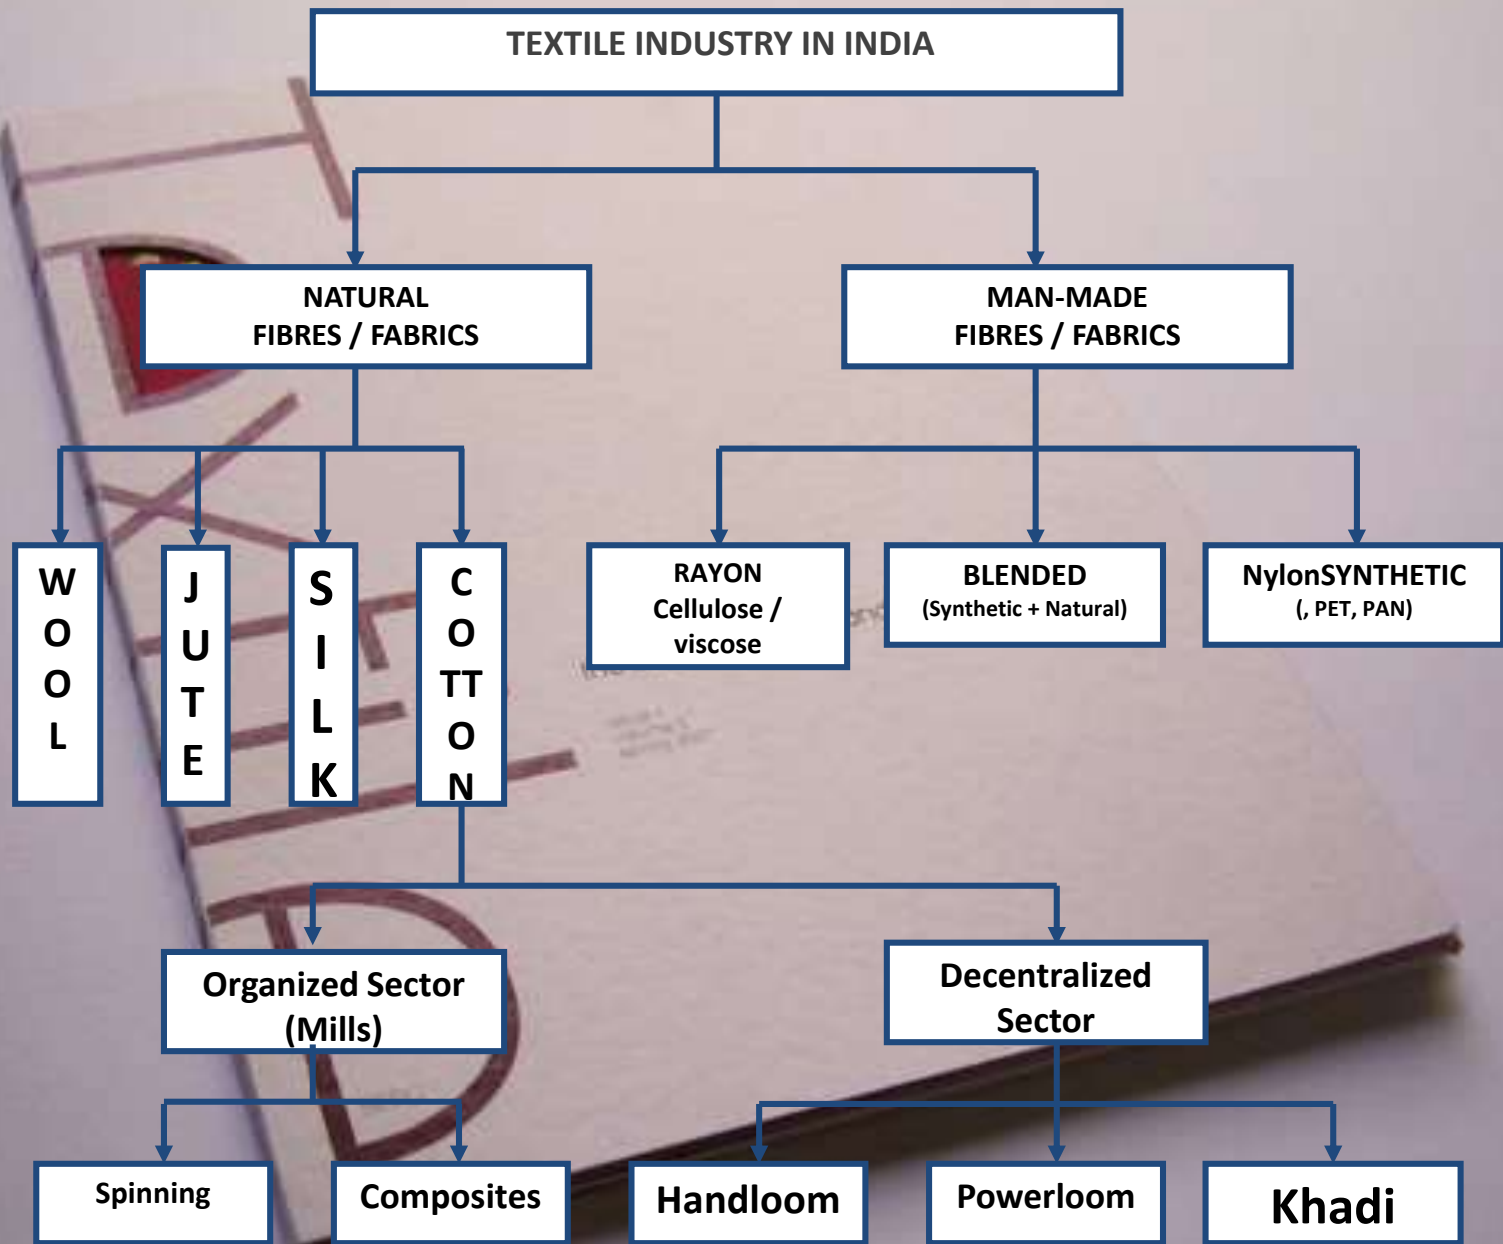 TEXTILE INDUSTRY IN INDIA
NATURAL
FIBRES / FABRICS
MAN-MADE
FIBRES / FABRICS
W
O
O
L
J
U
T
E
S
I
L
K
C
O
TT
O
N
RAYON
Cellulose /
viscose
BLENDED
(Synthetic + Natural)
NylonSYNTHETIC
(, PET, PAN)
Organized Sector
(Mills)
Decentralized
Sector
Spinning
Composites
Handloom
Powerloom
Khadi